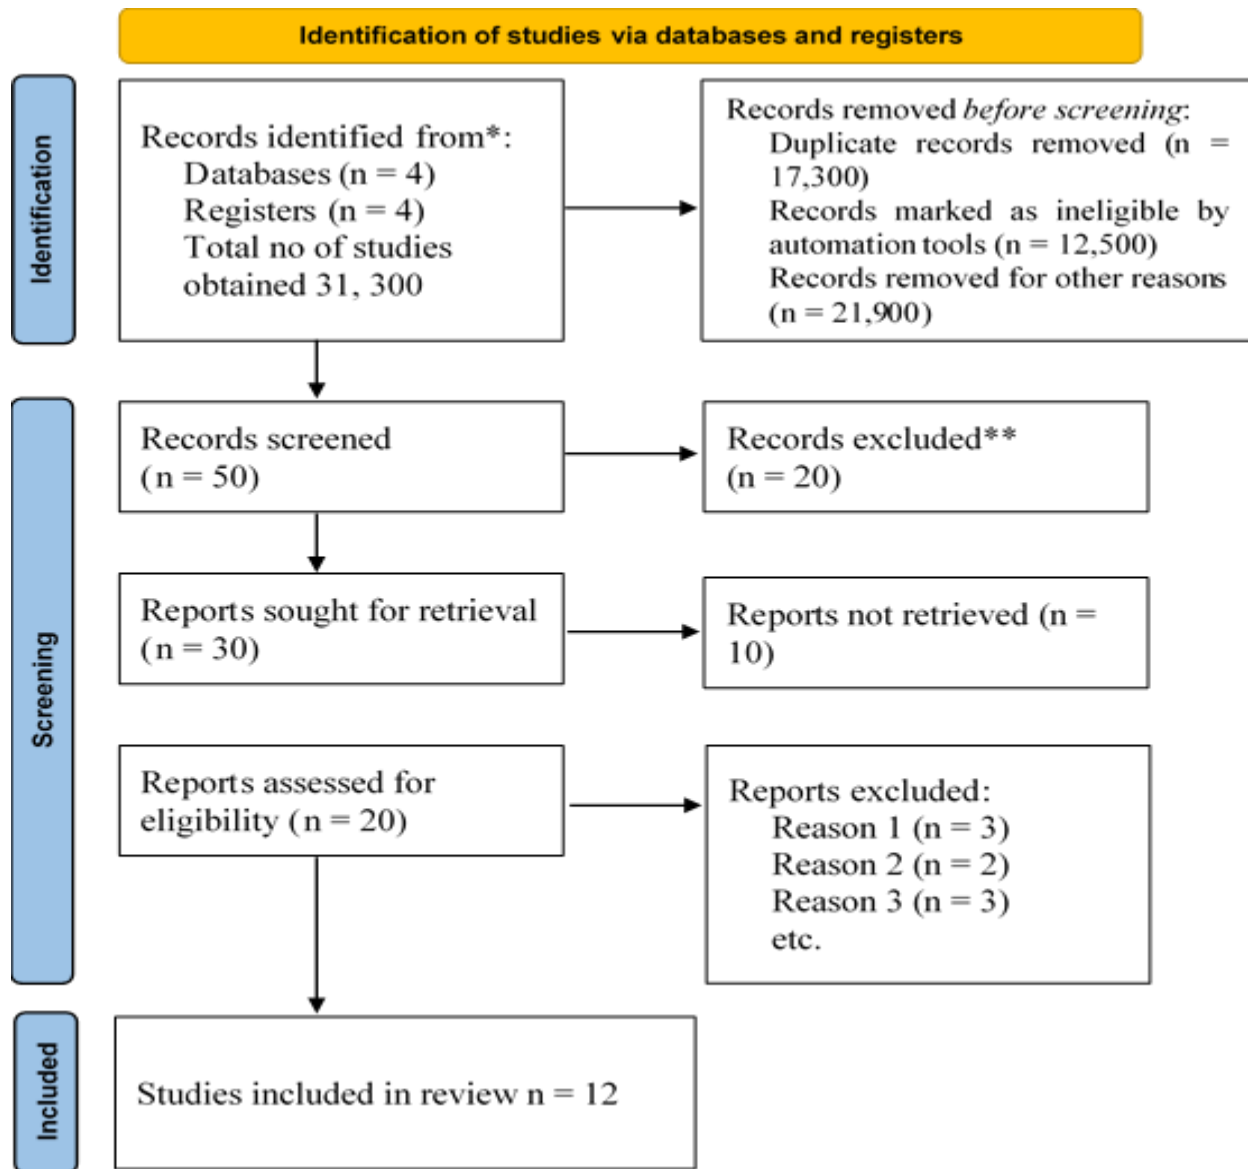 Identification of studies via databases and registers
Identification
Records identified from*:
Databases (n = 4)
Registers (n = 4)
Total no of studies
obtained 31, 300
Records removed before screening:
Duplicate records removed (n =
17,300)
Records marked as ineligible by
automation tools (n = 12,500)
Records removed for other reasons
(n = 21,900)
Screening
Records screened
(n = 50)
Records excluded**
(n = 20)
Reports sought for retrieval
(n = 30)
Reports not retrieved (n =
10)
Reports assessed for
eligibility (n = 20)
Reports excluded:
Reason 1 (n = 3)
Reason 2 (n = 2)
Reason 3 (n = 3)
etc.
Included
Studies included in review n = 12